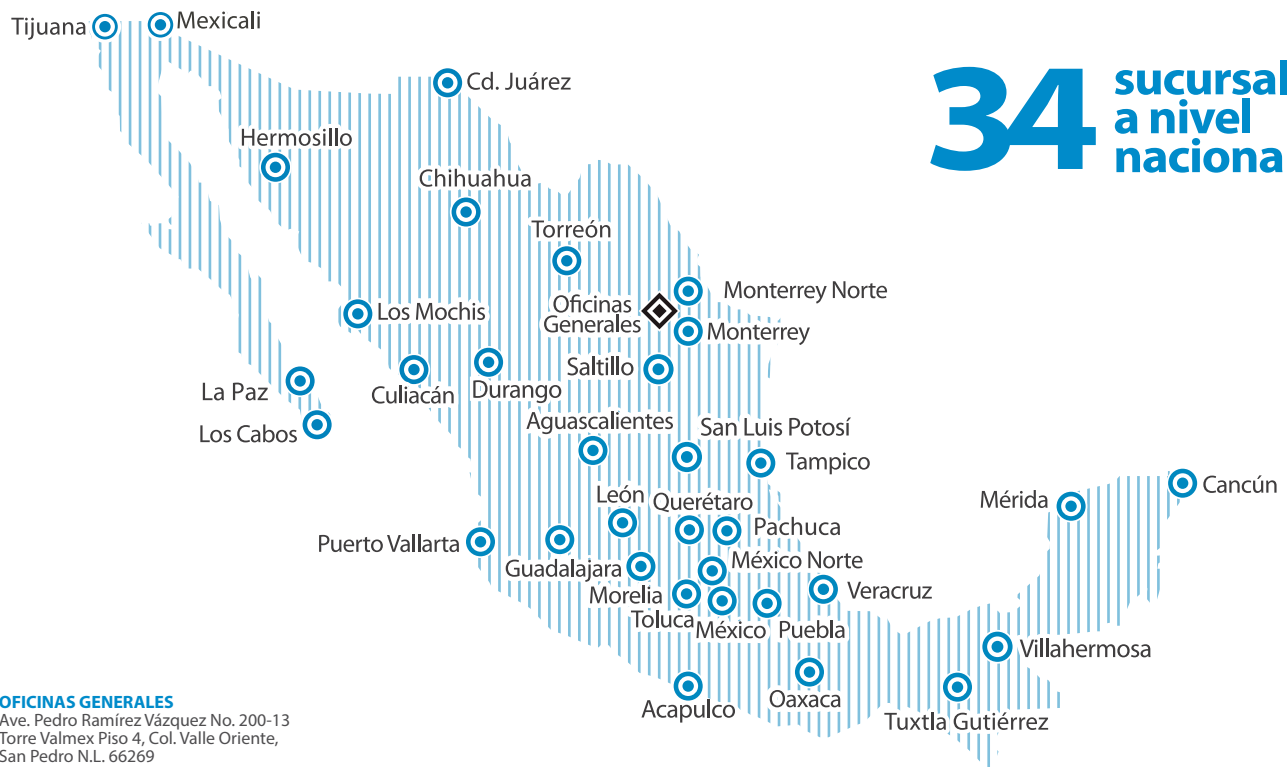 Tijuana
Mexicali
Cd. Juárez
34
sucursal
a nivel
naciona
Hermosillo
Chihuahua
Torreón
Oficinas
Generales
Monterrey Norte
Los Mochis
Monterrey
Saltillo
La Paz
Culiacán
Durango
Los Cabos
Aguascalientes
San Luis Potosí
Tampico
Cancún
Mérida
León
Querétaro
Pachuca
Puerto Vallarta
Guadalajara
México Norte
Morelia
Veracruz
Toluca
México
Puebla
Villahermosa
Acapulco
Oaxaca
Tuxtla Gutiérrez
OFICINAS GENERALES
Ave. Pedro Ramírez Vázquez No. 200-13
Torre Valmex Piso 4, Col. Valle Oriente,
San Pedro N.L. 66269